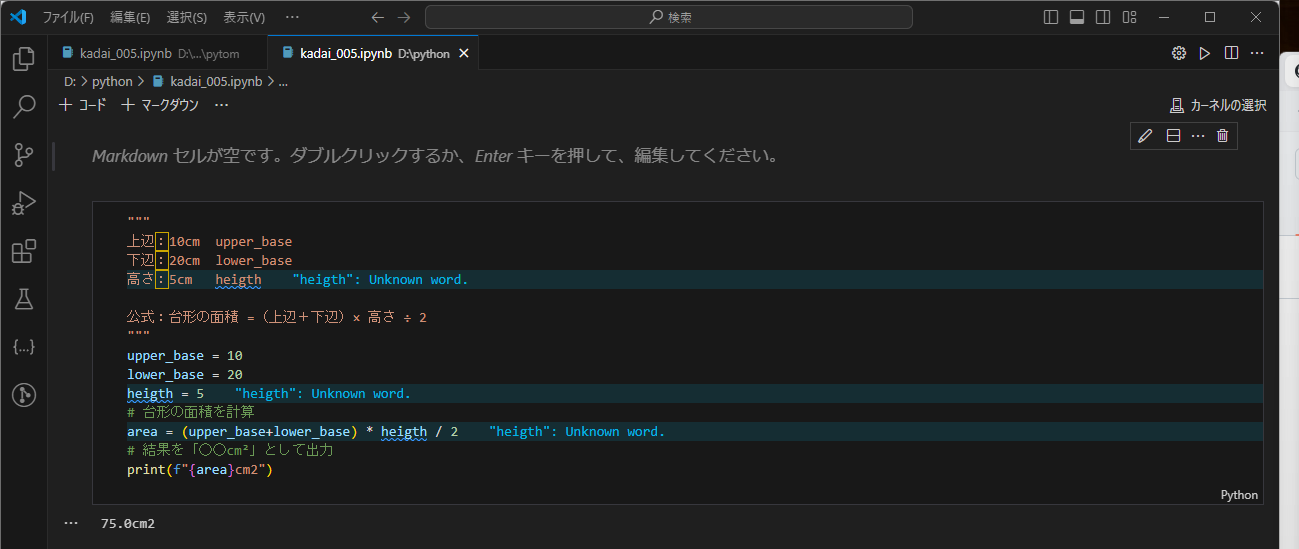 ファイル(F) 編集(E) 選択(S) 表示(V) ··· 検索
kadai_005.ipynb D:\...\pytom kadai_005.ipynb D:\python
D: > python > kadai_005.ipynb > ...
+ コード + マークダウン ··· カーネルの選択
Markdown セルが空です。ダブルクリックするか、Enter キーを押して、編集してください。
"""
上辺：10cm upper_base
下辺：20cm lower_base
高さ：5cm heigth "heigth": Unknown word.
公式：台形の面積 =（上辺＋下辺）× 高さ ÷ 2
"""
upper_base = 10
lower_base = 20
heigth = 5 "heigth": Unknown word.
# 台形の面積を計算
area = (upper_base+lower_base) * heigth / 2 "heigth": Unknown word.
# 結果を「〇〇cm²」として出力
print(f"{area}cm2")
Python
··· 75.0cm2